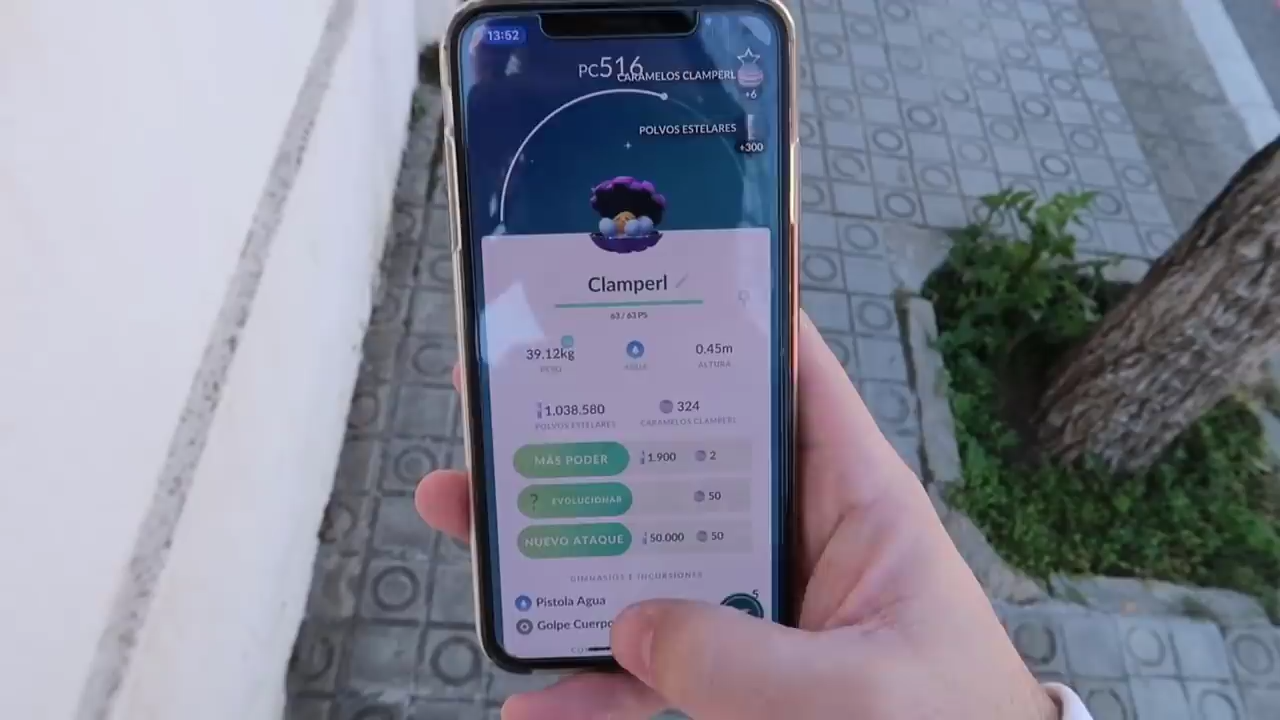 13:52
PC516
CARAMELOS CLAMPERL
+6
POLVOS ESTELARES
+300
Clamperl
63 / 63 PS
39.12kg
0.45m
PESO
AGUA
ALTURA
1.038.580
324
POLVOS ESTELARES
CARAMELOS CLAMPERL
MÁS PODER
1.900
2
? EVOLUCIONAR
50
NUEVO ATAQUE
50.000
50
GIMNASIOS E INCURSIONES
Pistola Agua
5
Golpe Cuerpo